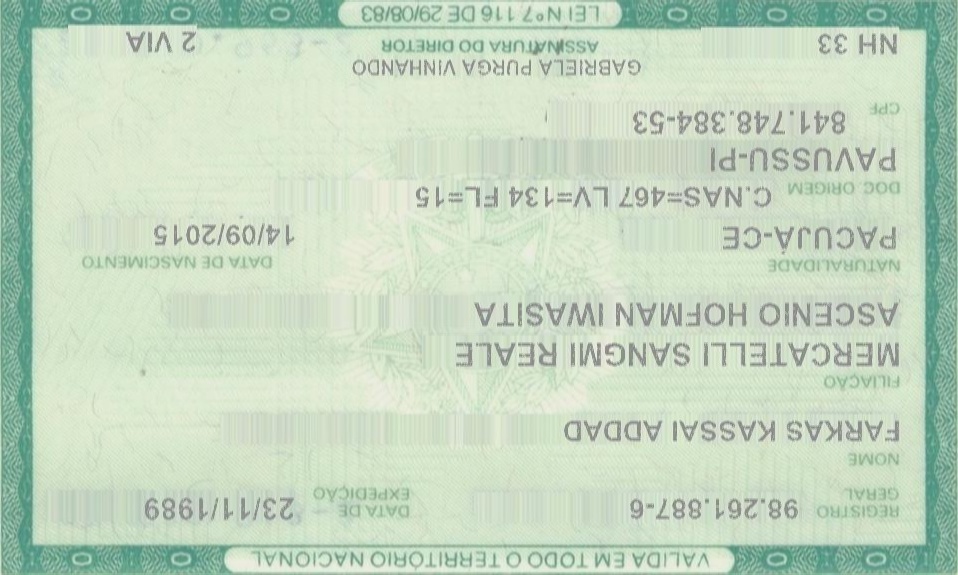 VALIDA EM TODO O TERRITÓRIO NACIONAL
REGISTRO GERAL 98.261.887-6 DATA DE EXPEDIÇÃO 23/11/1989
NOME
FARKAS KASSAI ADDAD
FILIAÇÃO
MERCATELLI SANGMI REALE
ASCENIO HOFMAN IWASITA
NATURALIDADE DATA DE NASCIMENTO
PACUJÁ-CE 14/09/2015
DOC ORIGEM C.NAS=467 LV=134 FL=15
PAVUSSU-PI
CPF 841.748.384-53
GABRIELA PURGA VINHANDO
NH 33 ASSINATURA DO DIRETOR 2 VIA
LEI Nº 7.116 DE 29/08/83